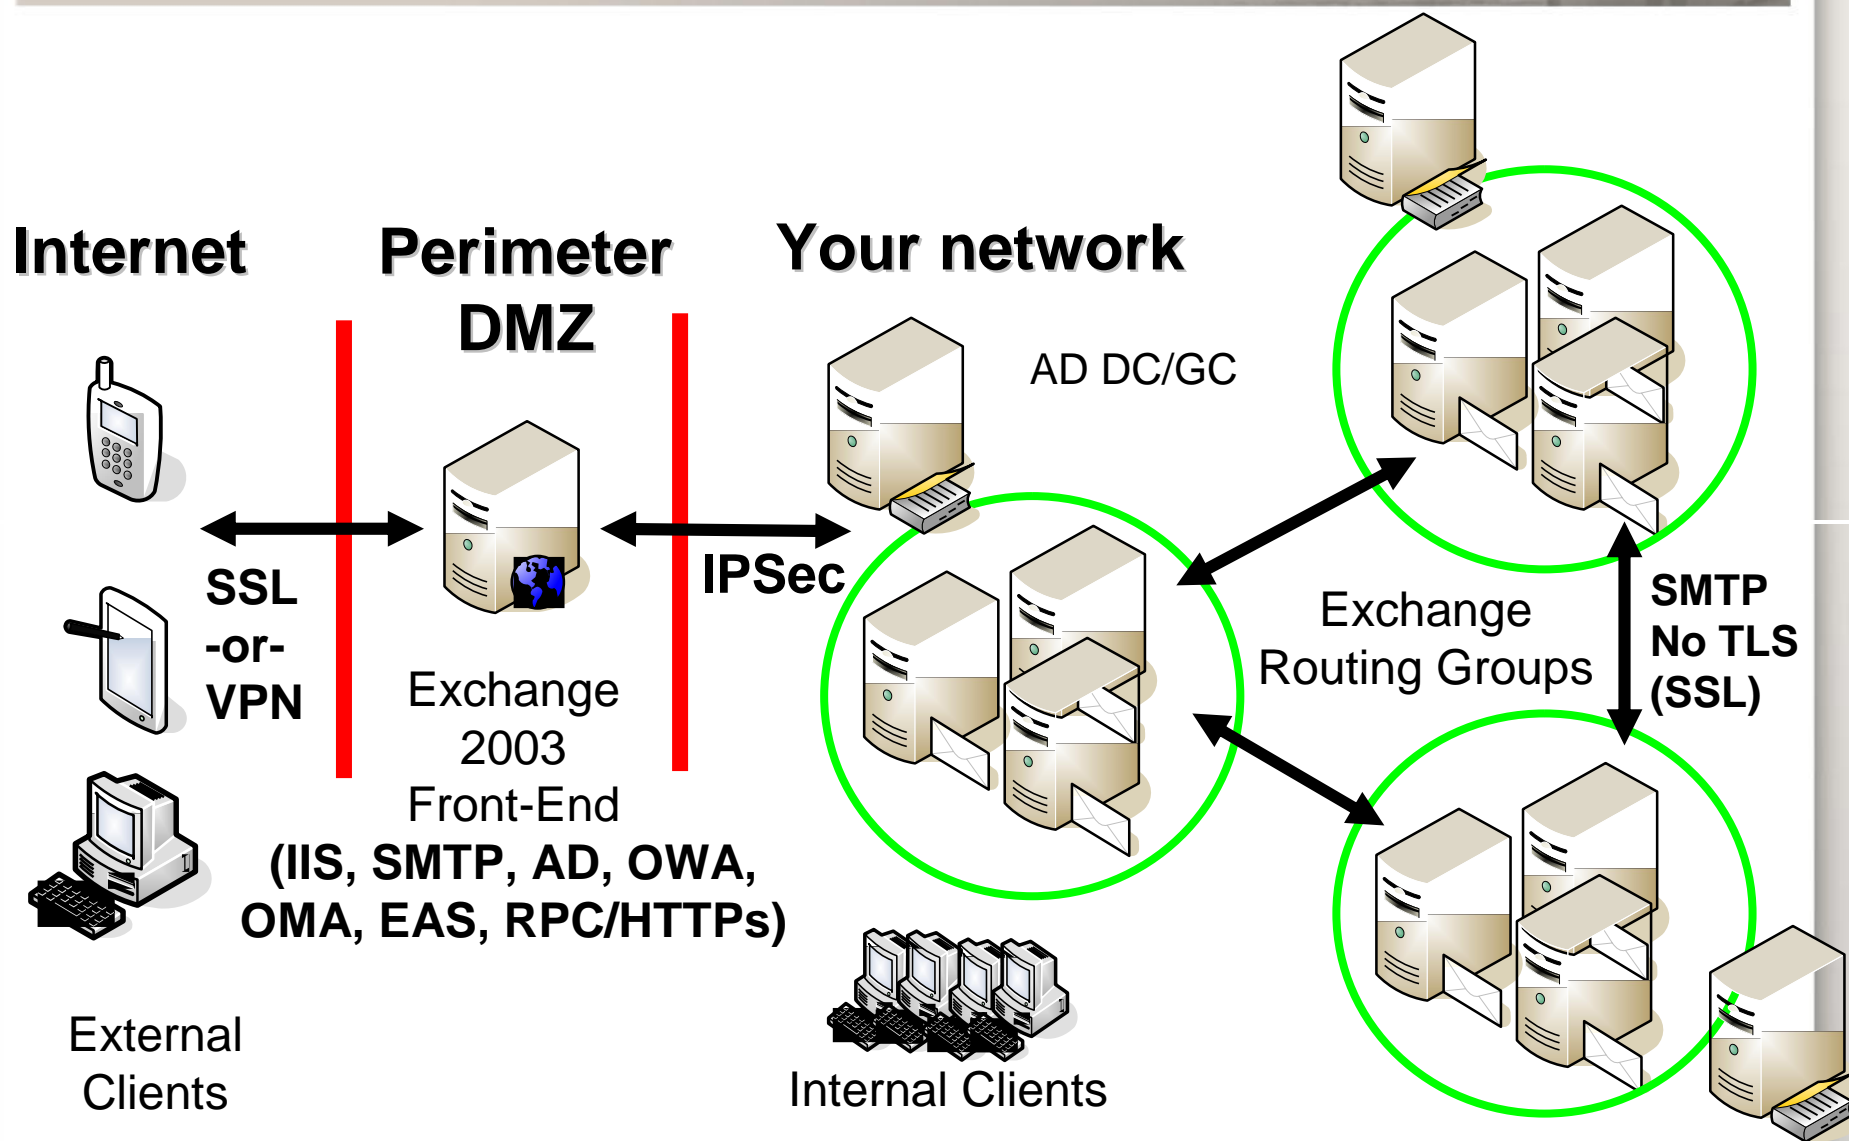 Internet
Perimeter
DMZ
Your network
AD DC/GC
SSL
-or-
VPN
IPSec
Exchange
2003
Front-End
(IIS, SMTP, AD, OWA,
OMA, EAS, RPC/HTTPs)
Exchange
Routing Groups
SMTP
No TLS
(SSL)
External
Clients
Internal Clients